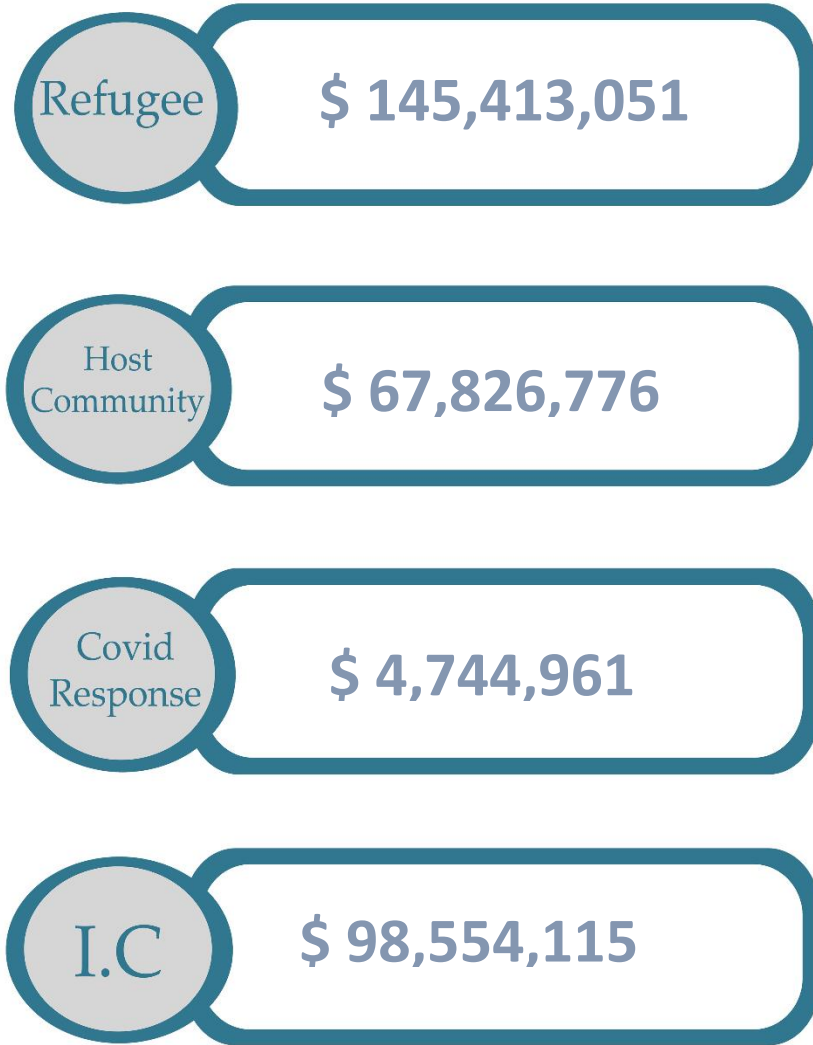 Refugee
$ 145,413,051
Host
Community
$ 67,826,776
Covid
Response
$ 4,744,961
I.C
$ 98,554,115